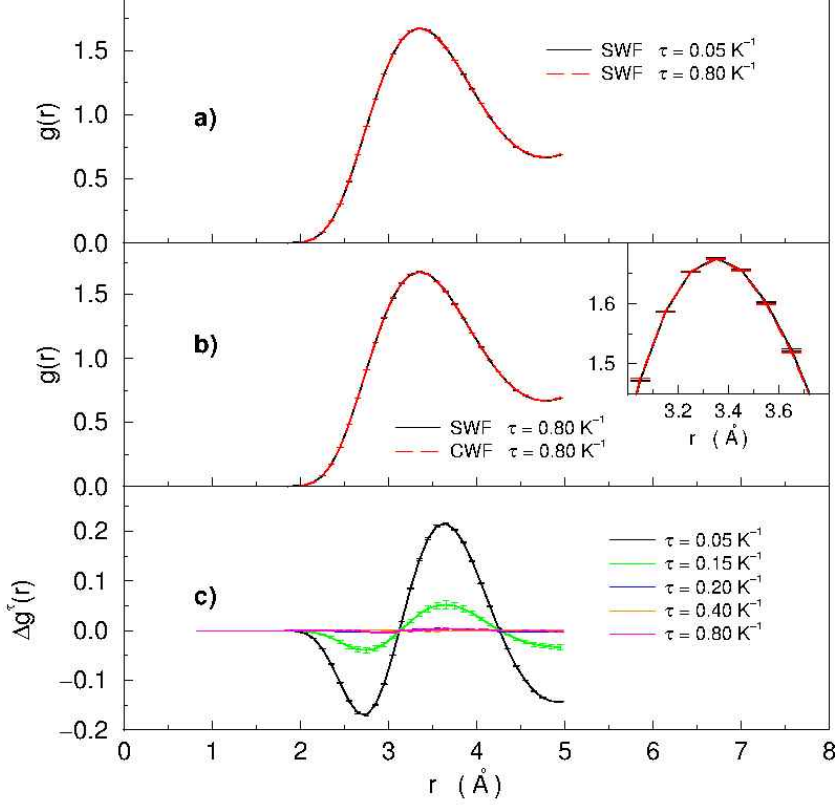 1.5
1.0
0.5
0.0
g(r)
a)
SWF τ = 0.05 K⁻¹
SWF τ = 0.80 K⁻¹
1.5
1.0
0.5
0.0
g(r)
b)
SWF τ = 0.80 K⁻¹
CWF τ = 0.80 K⁻¹
1.6
1.5
3.2 3.4 3.6
r (Å)
0.2
0.1
0.0
−0.1
−0.2
Δg^τ(r)
c)
τ = 0.05 K⁻¹
τ = 0.15 K⁻¹
τ = 0.20 K⁻¹
τ = 0.40 K⁻¹
τ = 0.80 K⁻¹
0 1 2 3 4 5 6 7 8
r (Å)